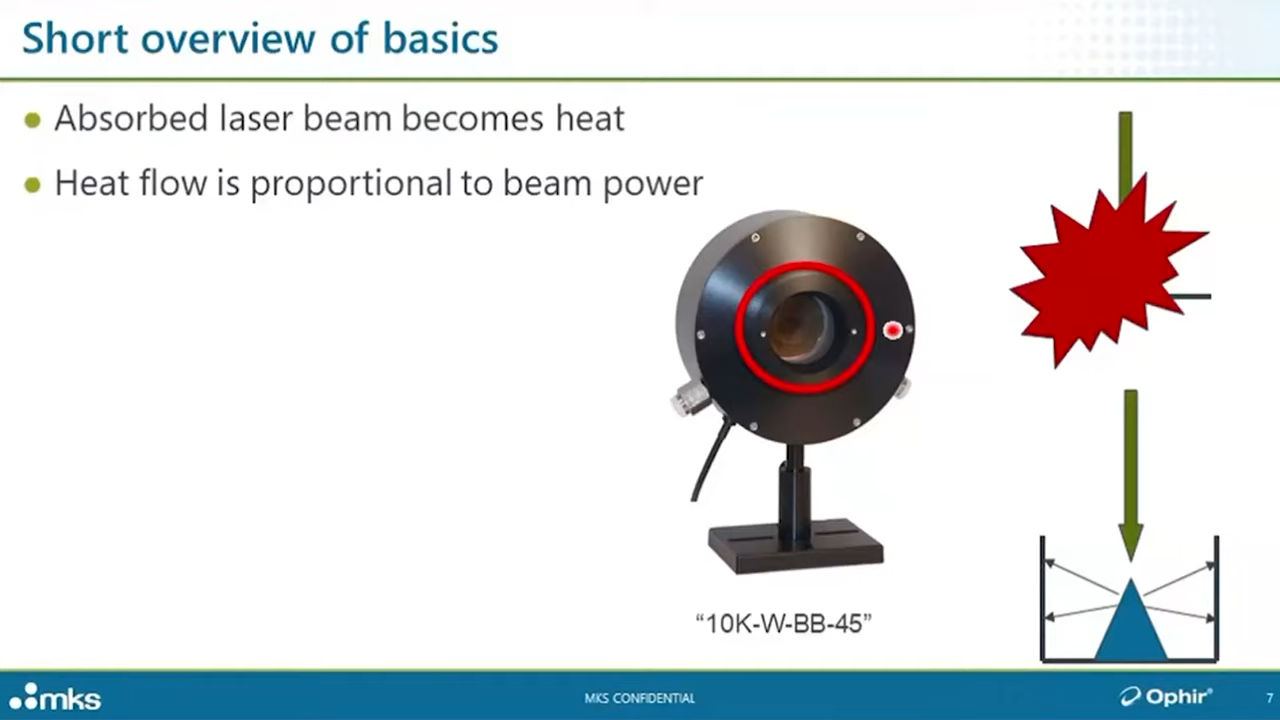 Short overview of basics
Absorbed laser beam becomes heat
Heat flow is proportional to beam power
“10K-W-BB-45”
mks
MKS CONFIDENTIAL
Ophir®
7